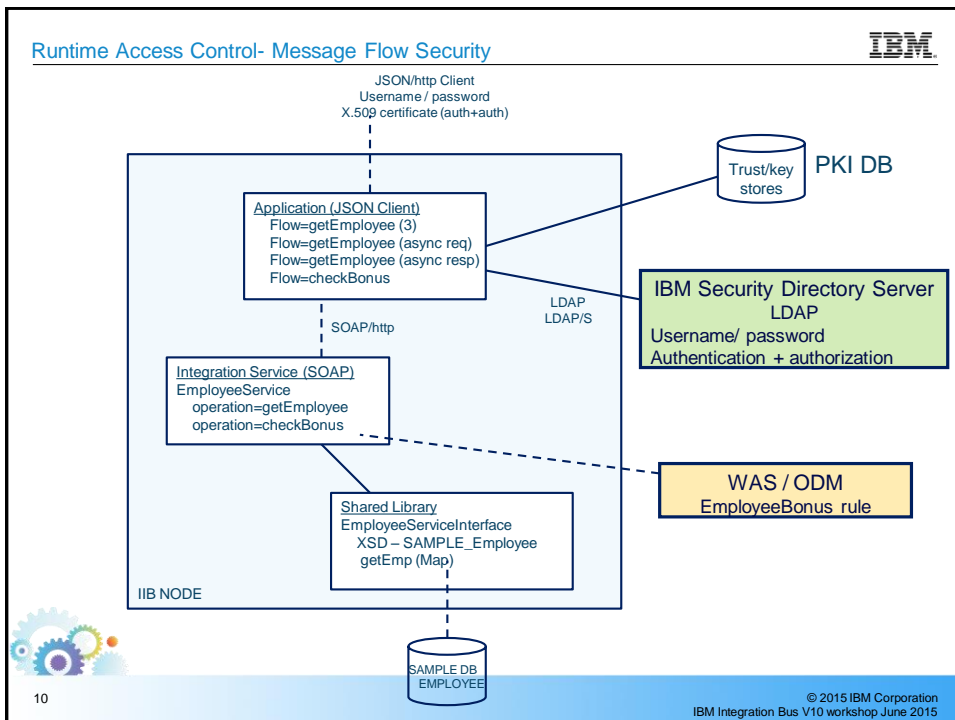 Runtime Access Control- Message Flow Security
IBM.
JSON/http Client
Username / password
X.509 certificate (auth+auth)
Trust/key
stores
PKI DB
Application (JSON Client)
Flow=getEmployee (3)
Flow=getEmployee (async req)
Flow=getEmployee (async resp)
Flow=checkBonus
LDAP
LDAP/S
IBM Security Directory Server
LDAP
Username/ password
Authentication + authorization
SOAP/http
Integration Service (SOAP)
EmployeeService
operation=getEmployee
operation=checkBonus
WAS / ODM
EmployeeBonus rule
Shared Library
EmployeeServiceInterface
XSD – SAMPLE_Employee
getEmp (Map)
IIB NODE
SAMPLE DB
EMPLOYEE
10
© 2015 IBM Corporation
IBM Integration Bus V10 workshop June 2015